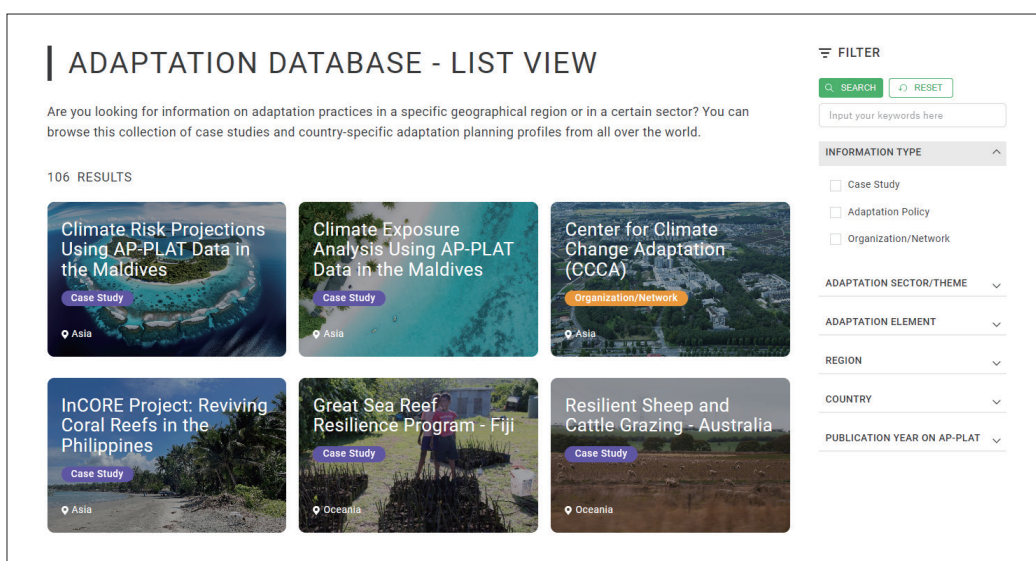 ADAPTATION DATABASE - LIST VIEW
Are you looking for information on adaptation practices in a specific geographical region or in a certain sector? You can
browse this collection of case studies and country-specific adaptation planning profiles from all over the world.
106 RESULTS
Climate Risk Projections
Using AP-PLAT Data in
the Maldives
Case Study
Asia
Climate Exposure
Analysis Using AP-PLAT
Data in the Maldives
Case Study
Asia
Center for Climate
Change Adaptation
(CCCA)
Organization/Network
Asia
InCORE Project: Reviving
Coral Reefs in the
Philippines
Case Study
Asia
Great Sea Reef
Resilience Program - Fiji
Case Study
Oceania
Resilient Sheep and
Cattle Grazing - Australia
Case Study
Oceania
FILTER
SEARCH RESET
Input your keywords here
INFORMATION TYPE
Case Study
Adaptation Policy
Organization/Network
ADAPTATION SECTOR/THEME
ADAPTATION ELEMENT
REGION
COUNTRY
PUBLICATION YEAR ON AP-PLAT